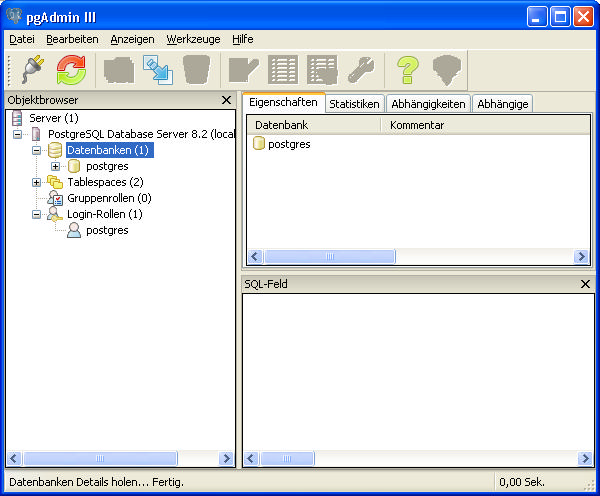 pgAdmin III
Datei Bearbeiten Anzeigen Werkzeuge Hilfe
Objektbrowser
Server (1)
PostgreSQL Database Server 8.2 (local
Datenbanken (1)
postgres
Tablespaces (2)
Gruppenrollen (0)
Login-Rollen (1)
postgres
Eigenschaften Statistiken Abhängigkeiten Abhängige
Datenbank Kommentar
postgres
SQL-Feld
Datenbanken Details holen... Fertig. 0,00 Sek.